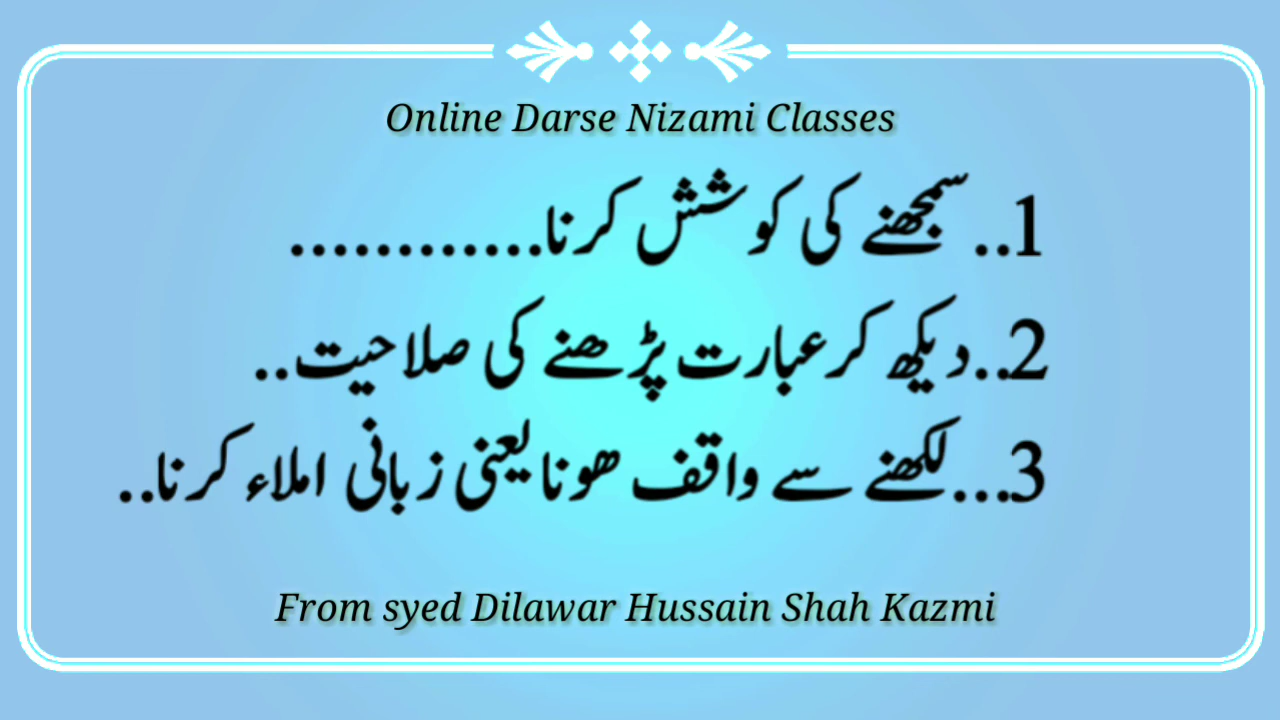 Online Darse Nizami Classes
1.. سمجھنے کی کوشش کرنا............
2..دیکھ کر عبارت پڑھنے کی صلاحیت..
3...لکھنے سے واقف ھونا یعنی زبانی املاء کرنا..
From syed Dilawar Hussain Shah Kazmi